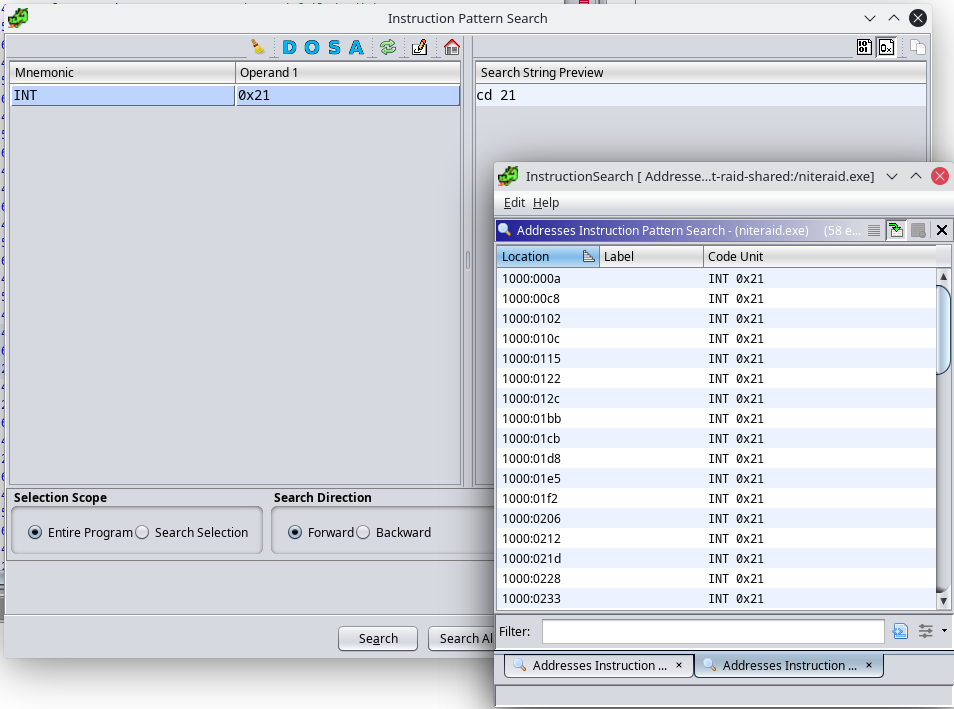 Instruction Pattern Search
D O S A
Mnemonic Operand 1 Search String Preview
INT 0x21 cd 21
InstructionSearch [ Addresse...t-raid-shared:/niteraid.exe]
Edit Help
Addresses Instruction Pattern Search - (niteraid.exe) (58 e...
Location Label Code Unit
1000:000a INT 0x21
1000:00c8 INT 0x21
1000:0102 INT 0x21
1000:010c INT 0x21
1000:0115 INT 0x21
1000:0122 INT 0x21
1000:012c INT 0x21
1000:01bb INT 0x21
1000:01cb INT 0x21
1000:01d8 INT 0x21
1000:01e5 INT 0x21
1000:01f2 INT 0x21
1000:0206 INT 0x21
1000:0212 INT 0x21
1000:021d INT 0x21
1000:0228 INT 0x21
1000:0233 INT 0x21
Selection Scope Search Direction
Entire Program Search Selection Forward Backward
Filter:
Search Search Al
Addresses Instruction ... × Addresses Instruction ... ×